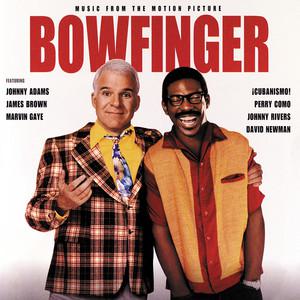 MUSIC FROM THE MOTION PICTURE
BOWFINGER
FEATURING
JOHNNY ADAMS
JAMES BROWN
MARVIN GAYE
¡CUBANISMO!
PERRY COMO
JOHNNY RIVERS
DAVID NEWMAN